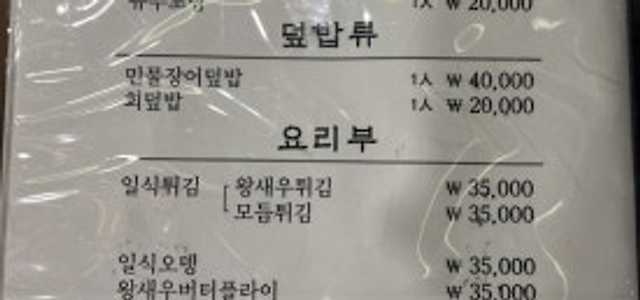 1人 ₩ 20,000
덮밥류
민물장어덮밥 1人 ₩ 40,000
회덮밥 1人 ₩ 20,000
요리부
일식튀김 [ 왕새우튀김 ₩ 35,000
모듬튀김 ₩ 35,000
일식오뎅 ₩ 35,000
왕새우버터플라이 ₩ 35,000